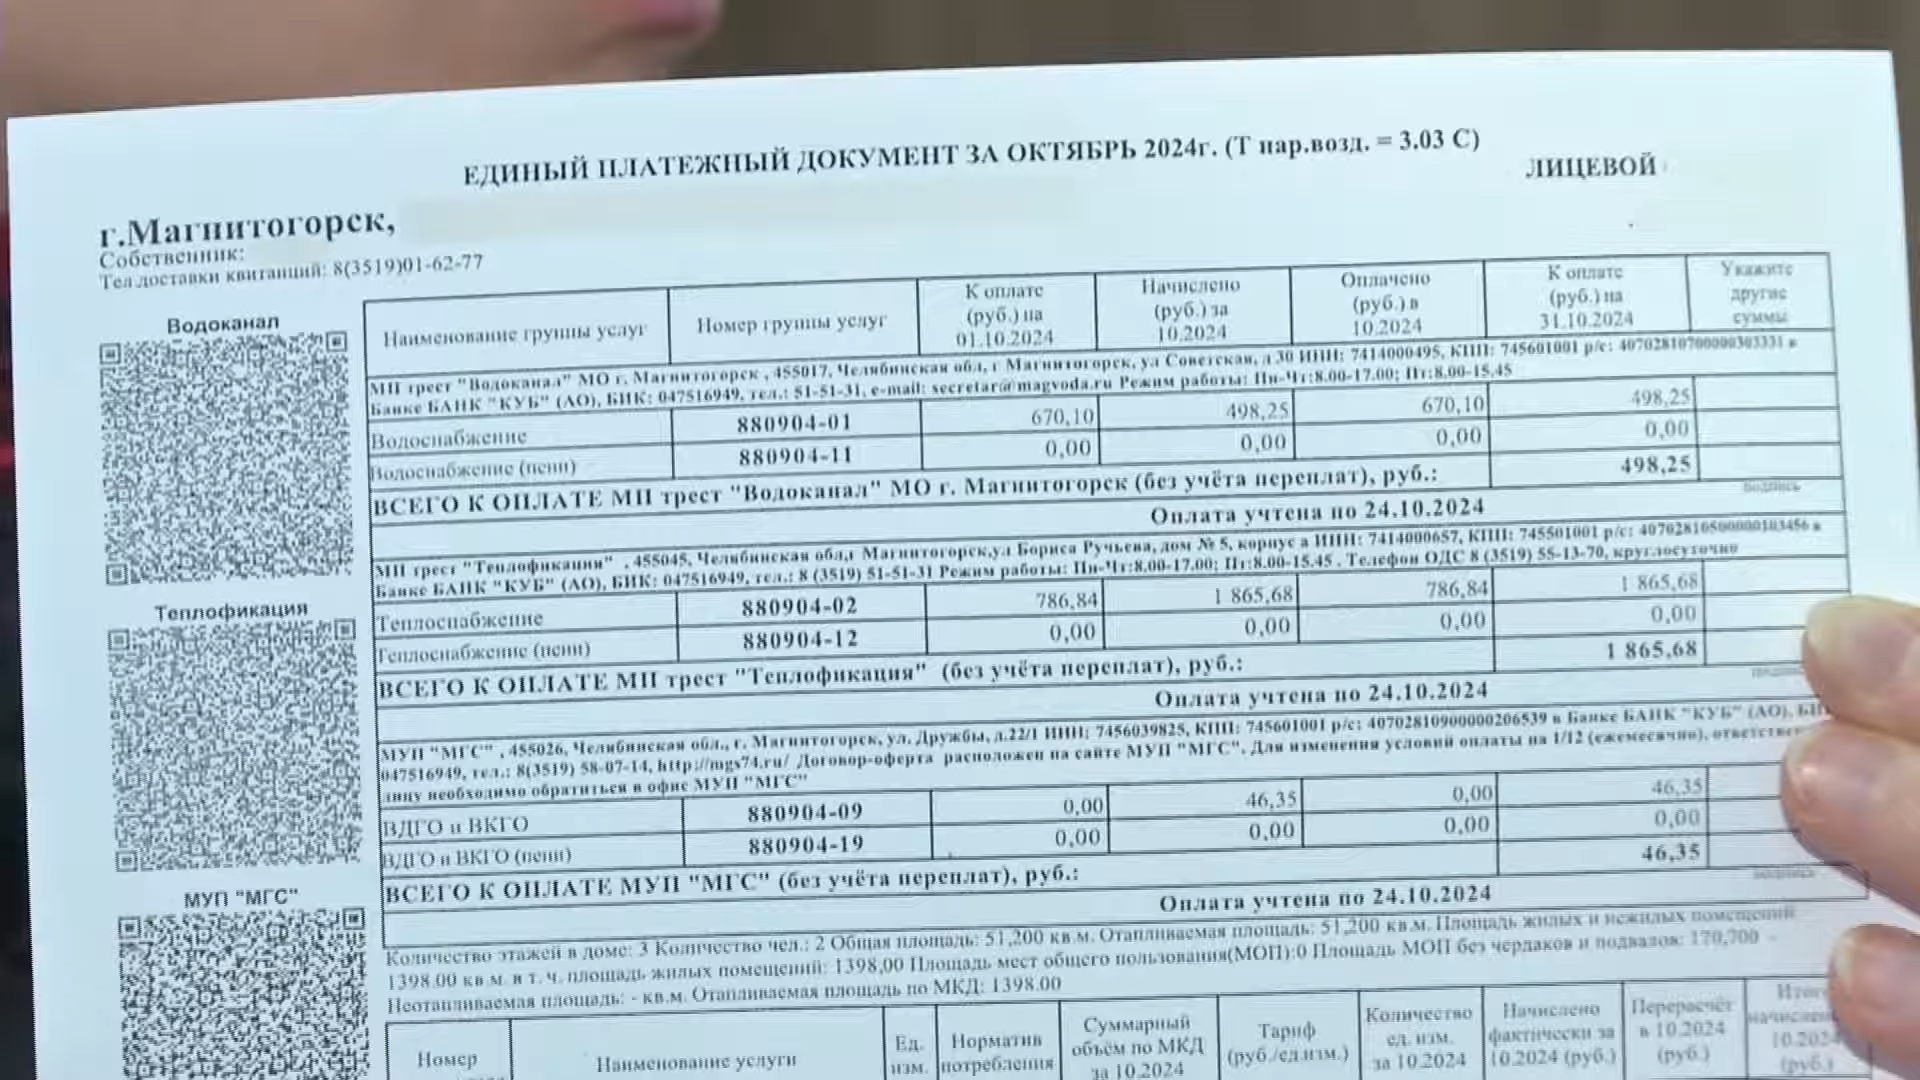 ЕДИНЫЙ ПЛАТЕЖНЫЙ ДОКУМЕНТ ЗА ОКТЯБРЬ 2024г. (Т нар.возд. = 3.03 С)
ЛИЦЕВОЙ
г.Магнитогорск,
Собственник:
Тел.доставки квитанций: 8(3519)01-62-77
Водоканал
Теплофикация
МУП "МГС"
Наименование группы услуг Номер группы услуг К оплате (руб.) на 01.10.2024 Начислено (руб.) за 10.2024 Оплачено (руб.) в 10.2024 К оплате (руб.) на 31.10.2024 Укажите другие суммы
МП трест "Водоканал" МО г. Магнитогорск , 455017, Челябинская обл, г Магнитогорск, ул Советская, д 30 ИНН: 7414000495, КПП: 745601001 р/с: 40702810700000303331 в
Банке БАНК "КУБ" (АО), БИК: 047516949, тел.: 51-51-31, e-mail: secretar@magvoda.ru Режим работы: Пн-Чт:8.00-17.00; Пт:8.00-15.45
Водоснабжение 880904-01 670,10 498,25 670,10 498,25
Водоснабжение (пени) 880904-11 0,00 0,00 0,00 0,00
ВСЕГО К ОПЛАТЕ МП трест "Водоканал" МО г. Магнитогорск (без учёта переплат), руб.: 498,25
Оплата учтена по 24.10.2024 подпись
МП трест "Теплофикация" , 455045, Челябинская обл,г Магнитогорск,ул Бориса Ручьева, дом № 5, корпус а ИНН: 7414000657, КПП: 745501001 р/с: 40702810500000103456 в
Банке БАНК "КУБ" (АО), БИК: 047516949, тел.: 8 (3519) 51-51-31 Режим работы: Пн-Чт:8.00-17.00; Пт:8.00-15.45 . Телефон ОДС 8 (3519) 55-13-70, круглосуточно
Теплоснабжение 880904-02 786,84 1 865,68 786,84 1 865,68
Теплоснабжение (пени) 880904-12 0,00 0,00 0,00 0,00
ВСЕГО К ОПЛАТЕ МП трест "Теплофикация" (без учёта переплат), руб.: 1 865,68
Оплата учтена по 24.10.2024
МУП "МГС" , 455026, Челябинская обл., г. Магнитогорск, ул. Дружбы, д.22/1 ИНН: 7456039825, КПП: 745601001 р/с: 40702810900000206539 в Банке БАНК "КУБ" (АО),
047516949, тел.: 8(3519) 58-07-14, http://mgs74.ru/ Договор-оферта расположен на сайте МУП "МГС". Для изменения условий оплаты на 1/12 (ежемесячно),
лицу необходимо обратиться в офис МУП "МГС"
ВДГО и ВКГО 880904-09 0,00 46,35 0,00 46,35
ВДГО и ВКГО (пени) 880904-19 0,00 0,00 0,00 0,00
ВСЕГО К ОПЛАТЕ МУП "МГС" (без учёта переплат), руб.: 46,35
Оплата учтена по 24.10.2024 подпись
Количество этажей в доме: 3 Количество чел.: 2 Общая площадь: 51,200 кв.м. Отапливаемая площадь: 51,200 кв.м. Площадь жилых и нежилых помещений
1398.00 кв.м. в т. ч. площадь жилых помещений: 1398,00 Площадь мест общего пользования(МОП):0 Площадь МОП без чердаков и подвалов: 170,700
Неотапливаемая площадь: - кв.м. Отапливаемая площадь по МКД: 1398.00
Номер Наименование услуги Ед. изм. Норматив потребления Суммарный объём по МКД за 10.2024 Тариф (руб./ед.изм.) Количество ед. изм. за 10.2024 Начислено фактически за 10.2024 (руб.) Перерасчёт в 10.2024 (руб.) 10.2024 (руб.)